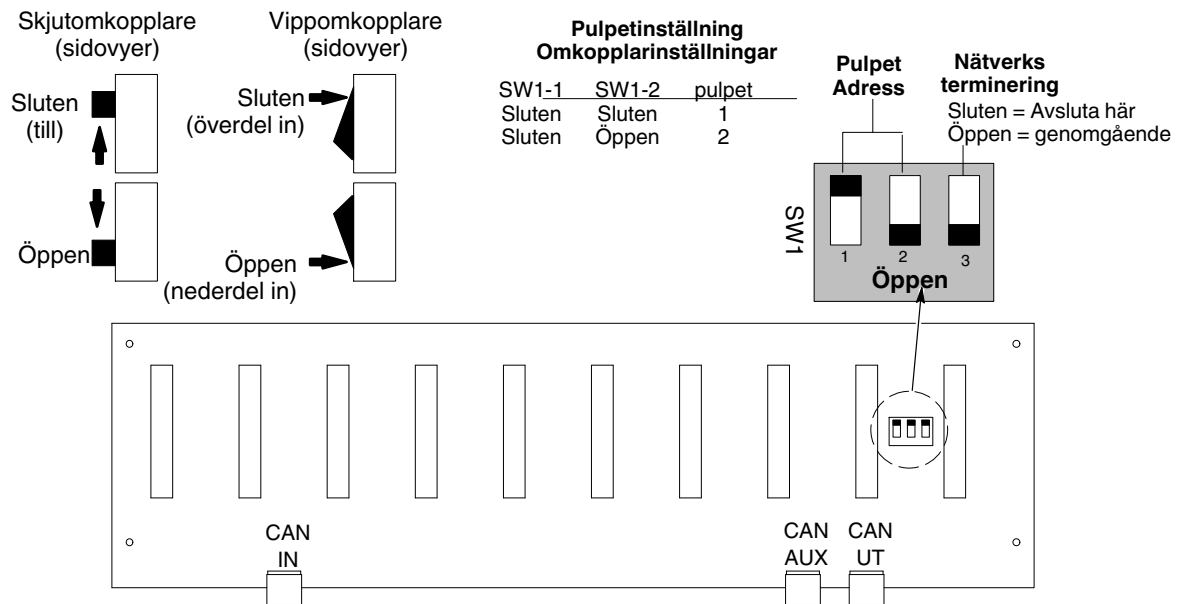 Skjutomkopplare
(sidovyer)
Sluten
(till)
Öppen
Vippomkopplare
(sidovyer)
Sluten
(överdel in)
Öppen
(nederdel in)
Pulpetinställning
Omkopplarinställningar
SW1-1 SW1-2 pulpet
Sluten Sluten 1
Sluten Öppen 2
Pulpet
Adress
Nätverks
terminering
Sluten = Avsluta här
Öppen = genomgående
SW1
1 2 3
Öppen
CAN
IN
CAN
AUX
CAN
UT